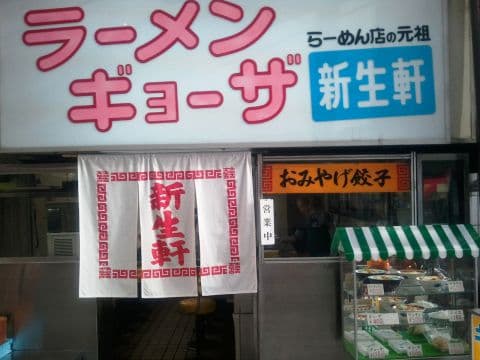 ラーメン
ギョーザ
らーめん店の元祖
新生軒
おみやげ餃子
新生軒
営業中